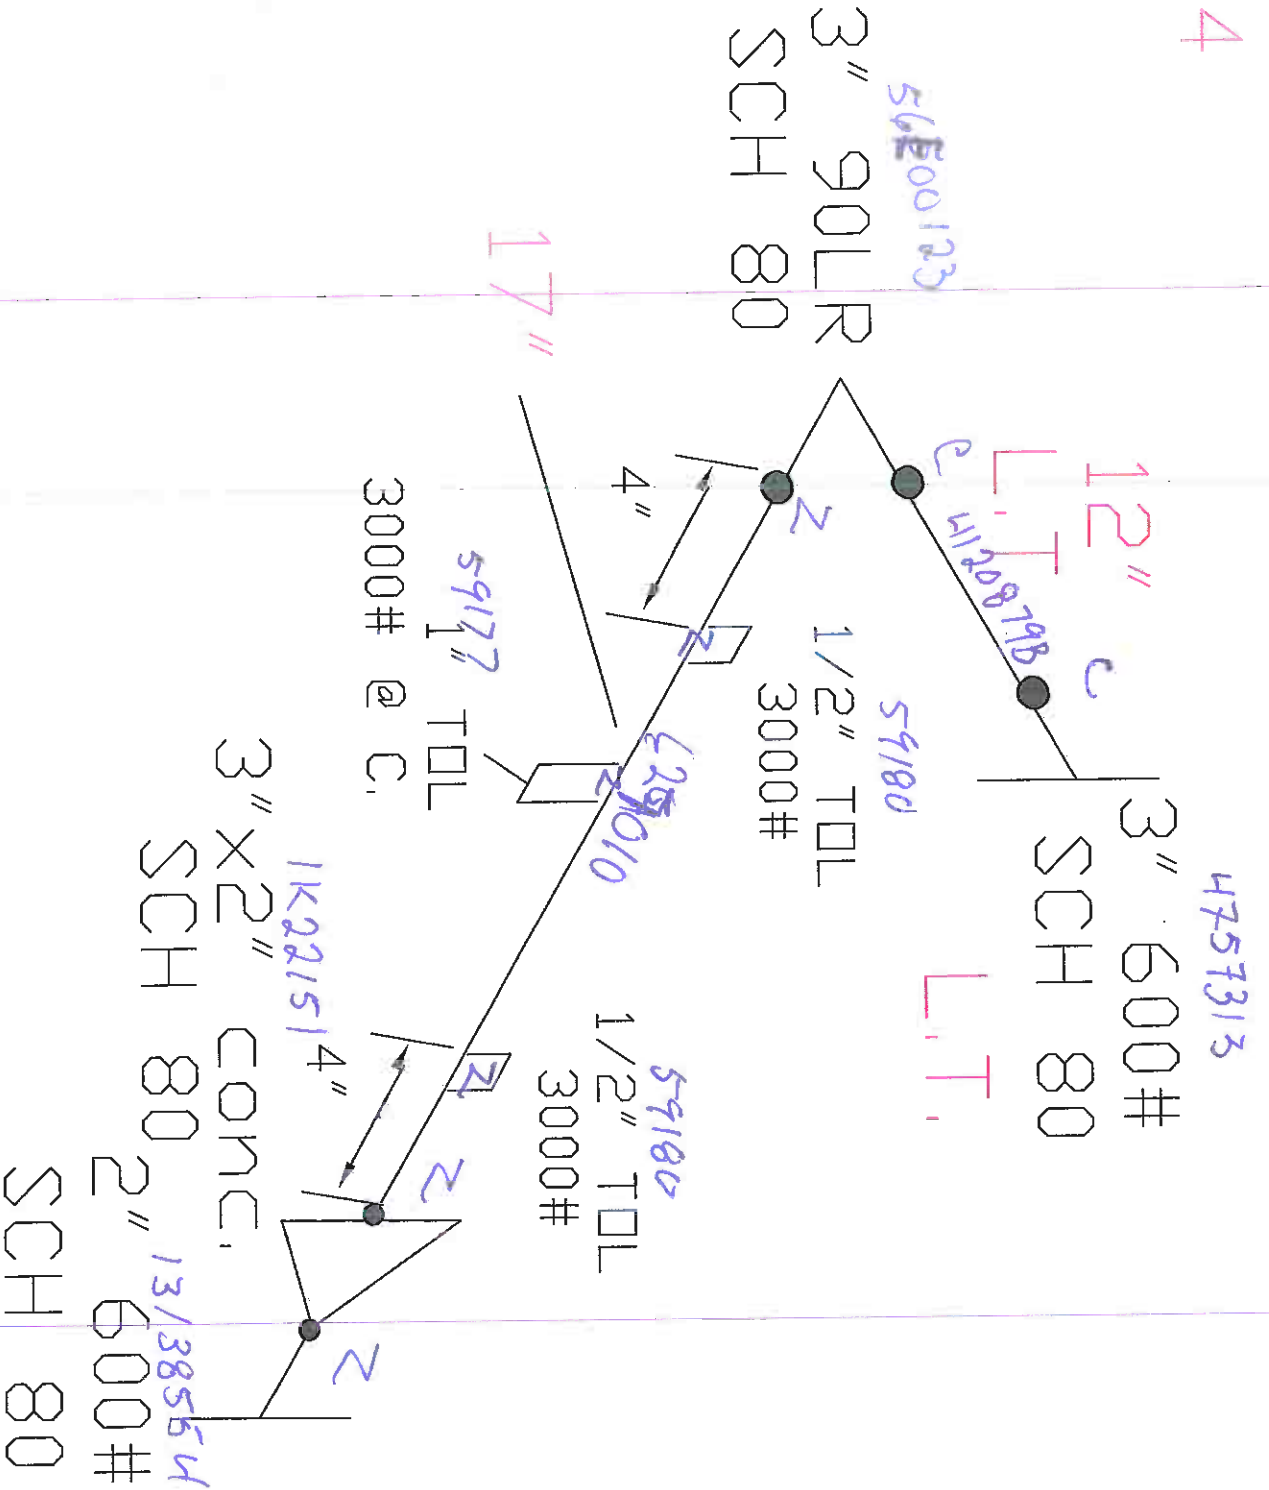 4
56E00123
3" 90LR
SCH 80
12"
L.T
C
4120879B
C
4757313
3" 600#
SCH 80
L.T.
17"
4"
Z
Z
59180
1/2" TOL
3000#
59177
1" TOL
3000# @ C.
Z
59180
1/2" TOL
3000#
Z
4"
Z
1K22151
3"X2" conc.
SCH 80
Z
2" 600#
SCH 80